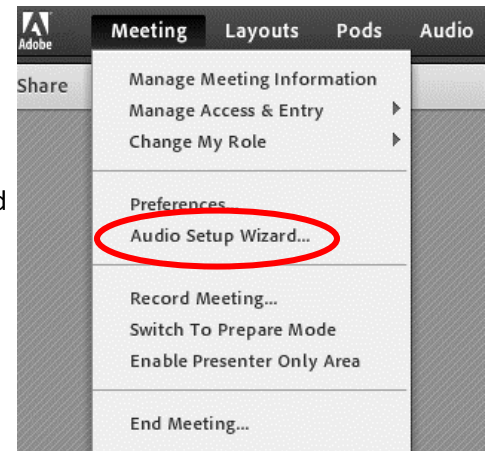 Adobe Meeting Layouts Pods Audio
Share
Manage Meeting Information
Manage Access & Entry
Change My Role
Preferences...
Audio Setup Wizard...
Record Meeting...
Switch To Prepare Mode
Enable Presenter Only Area
End Meeting...